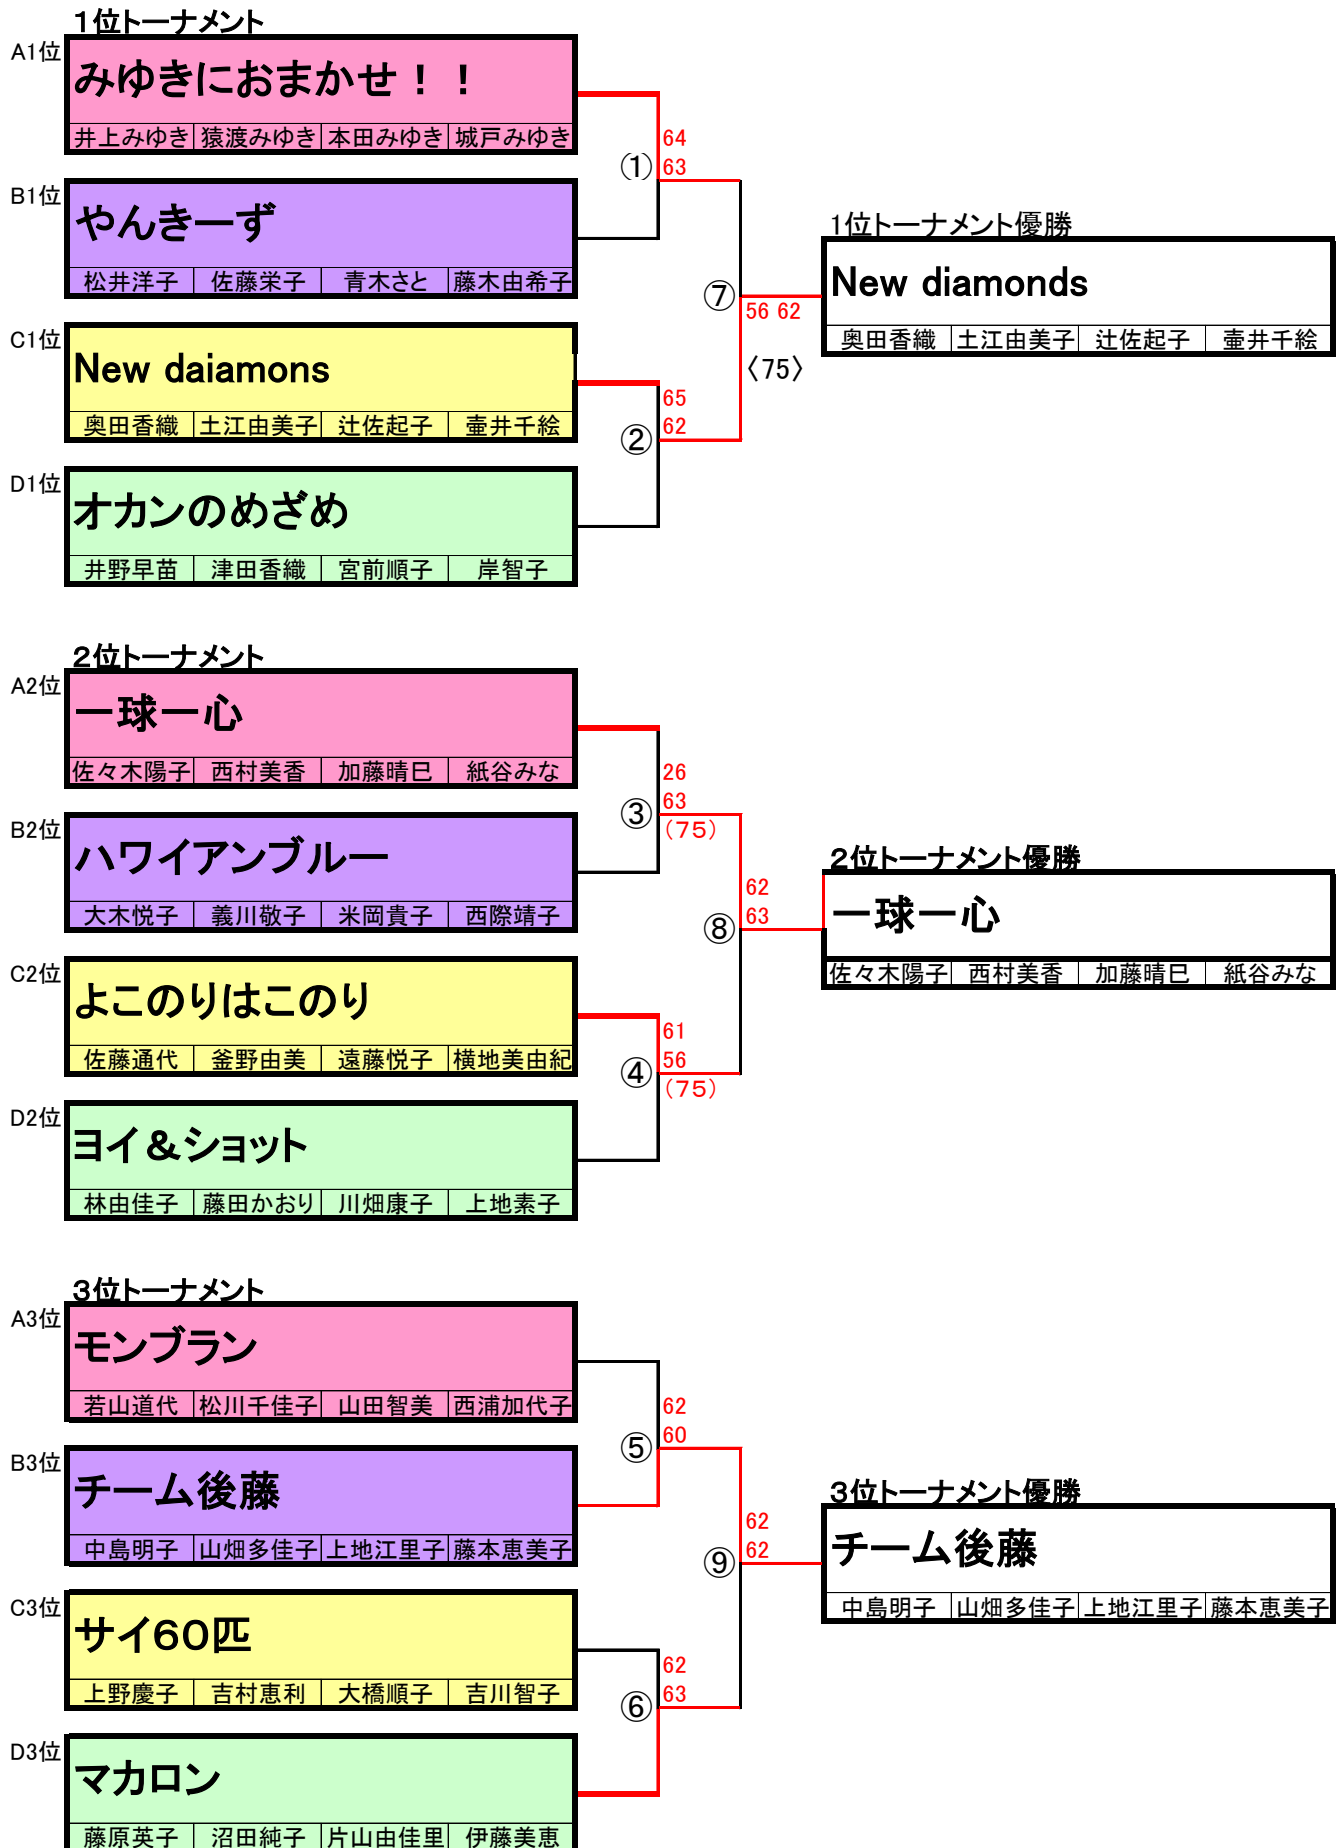 1位トーナメント
A1位
みゆきにおまかせ！！
井上みゆき 猿渡みゆき 本田みゆき 城戸みゆき
64
① 63
B1位
やんきーず
松井洋子 佐藤栄子 青木さと 藤木由希子
1位トーナメント優勝
New diamonds
奥田香織 土江由美子 辻佐起子 壷井千絵
⑦ 56 62
〈75〉
C1位
New daiamons
奥田香織 土江由美子 辻佐起子 壷井千絵
65
② 62
D1位
オカンのめざめ
井野早苗 津田香織 宮前順子 岸智子
2位トーナメント
A2位
一球一心
佐々木陽子 西村美香 加藤晴巳 紙谷みな
26
③ 63
(75)
B2位
ハワイアンブルー
大木悦子 義川敬子 米岡貴子 西際靖子
2位トーナメント優勝
一球一心
佐々木陽子 西村美香 加藤晴巳 紙谷みな
62
⑧ 63
C2位
よこのりはこのり
佐藤通代 釜野由美 遠藤悦子 横地美由紀
61
④ 56
(75)
D2位
ヨイ＆ショット
林由佳子 藤田かおり 川畑康子 上地素子
3位トーナメント
A3位
モンブラン
若山道代 松川千佳子 山田智美 西浦加代子
62
⑤ 60
B3位
チーム後藤
中島明子 山畑多佳子 上地江里子 藤本恵美子
3位トーナメント優勝
チーム後藤
中島明子 山畑多佳子 上地江里子 藤本恵美子
62
⑨ 62
C3位
サイ60匹
上野慶子 吉村恵利 大橋順子 吉川智子
62
⑥ 63
D3位
マカロン
藤原英子 沼田純子 片山由佳里 伊藤美恵